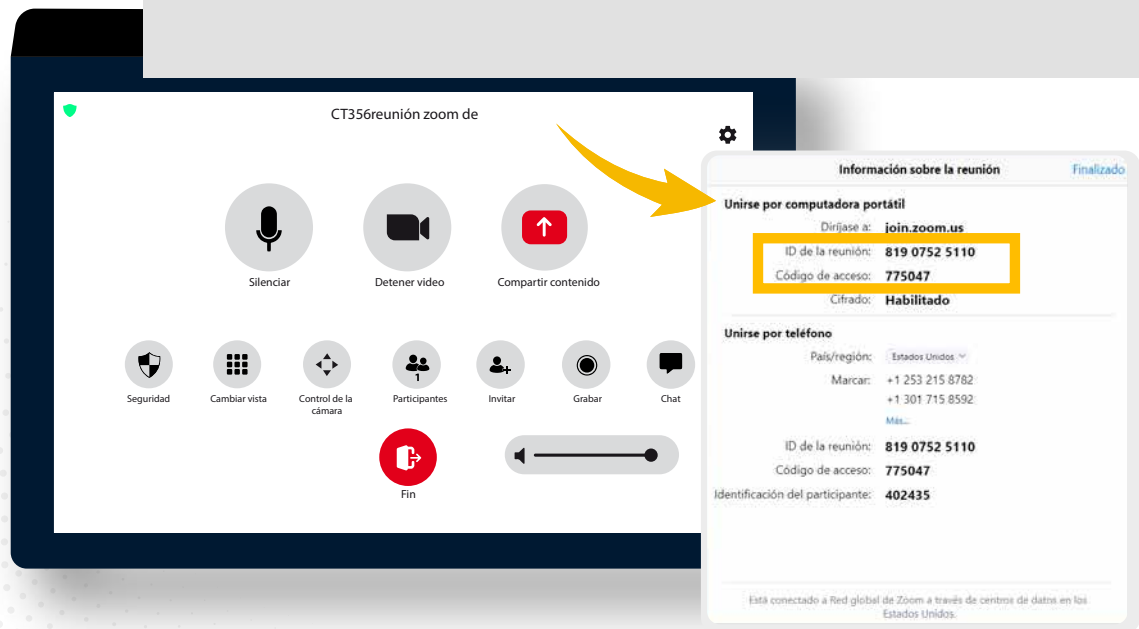 CT356reunión zoom de
Silenciar
Detener video
Compartir contenido
Seguridad
Cambiar vista
Control de la
cámara
Participantes
1
Invitar
Grabar
Chat
Fin
Información sobre la reunión
Finalizado
Unirse por computadora portátil
Diríjase a: join.zoom.us
ID de la reunión: 819 0752 5110
Código de acceso: 775047
Cifrado: Habilitado
Unirse por teléfono
País/región: Estados Unidos
Marcar: +1 253 215 8782
+1 301 715 8592
Más...
ID de la reunión: 819 0752 5110
Código de acceso: 775047
Identificación del participante: 402435
Está conectado a Red global de Zoom a través de centros de datos en los
Estados Unidos.